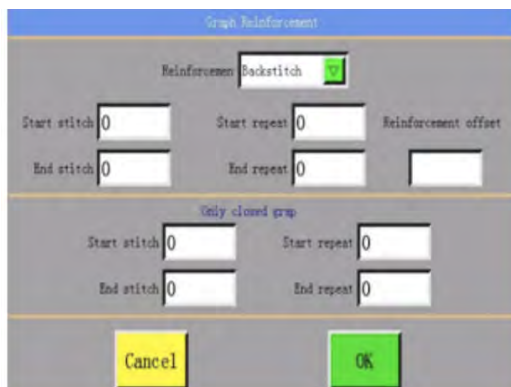 Graph Reinforcement
Reinforcemen Backstitch
Start stitch 0 Start repeat 0 Reinforcement offset
End stitch 0 End repeat 0
Only closed grap
Start stitch 0 Start repeat 0
End stitch 0 End repeat 0
Cancel OK